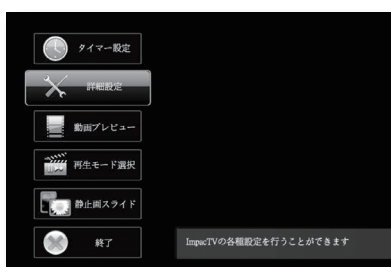 タイマー設定
詳細設定
動画プレビュー
再生モード選択
静止画スライド
終了
ImpacTVの各種設定を行うことができます